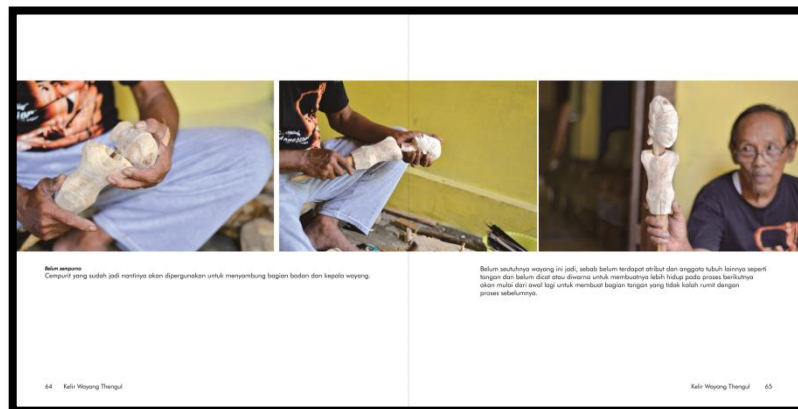 Belum sempurna
Cempurit yang sudah jadi nantinya akan dipergunakan untuk menyambung bagian badan dan kepala wayang.
Belum seutuhnya wayang ini jadi, sebab belum terdapat atribut dan anggota tubuh lainnya seperti
tangan dan belum dicat atau diwarna untuk membuatnya lebih hidup pada proses berikutnya
akan mulai dari awal lagi untuk membuat bagian tangan yang tidak kalah rumit dengan
proses sebelumnya.
64 Kelir Wayang Thengul
Kelir Wayang Thengul 65